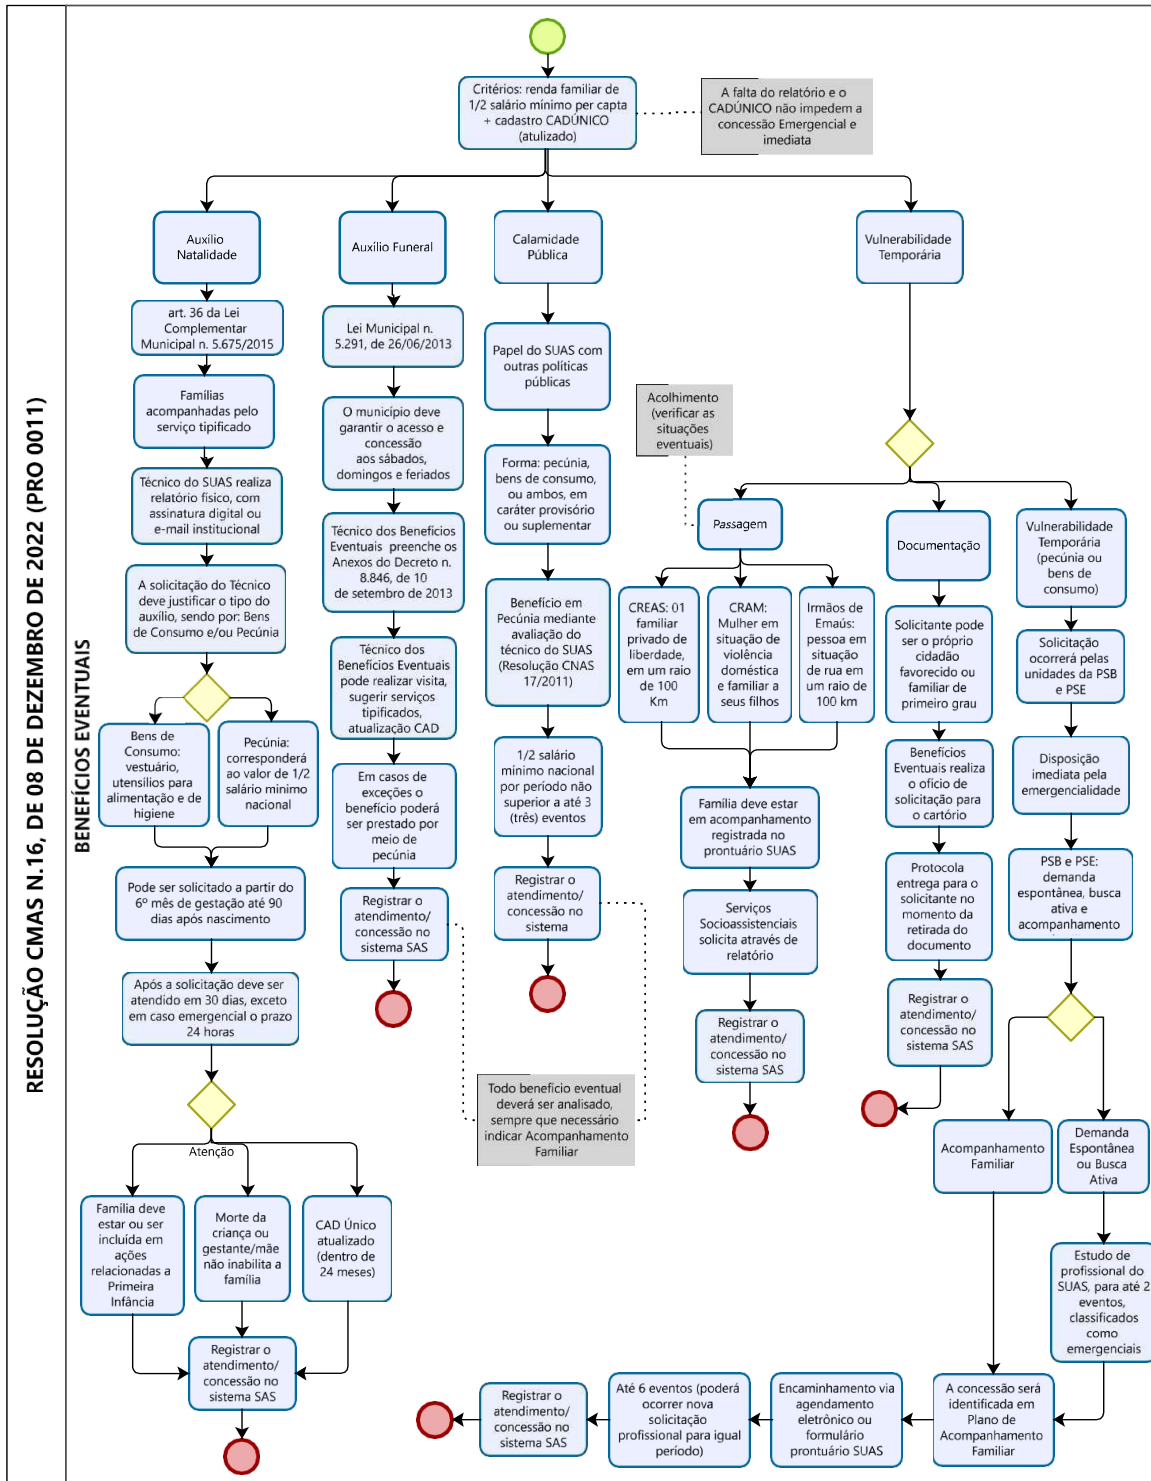 RESOLUÇÃO CMAS N.16, DE 08 DE DEZEMBRO DE 2022 (PRO 0011)
BENEFÍCIOS EVENTUAIS
Critérios: renda familiar de
1/2 salário mínimo per capta
+ cadastro CADÚNICO
(atulizado)
A falta do relatório e o
CADÚNICO não impedem a
concessão Emergencial e
imediata
Auxílio
Natalidade
art. 36 da Lei
Complementar
Municipal n. 5.675/2015
Famílias
acompanhadas pelo
serviço tipificado
Técnico do SUAS realiza
relatório físico, com
assinatura digital ou
e-mail institucional
A solicitação do Técnico
deve justificar o tipo do
auxílio, sendo por: Bens
de Consumo e/ou Pecúnia
Bens de
Consumo:
vestuário,
utensilios para
alimentação e de
higiene
Pecúnia:
corresponderá
ao valor de 1/2
salário minimo
nacional
Pode ser solicitado a partir do
6º mês de gestação até 90
dias após nascimento
Após a solicitação deve ser
atendido em 30 dias, exceto
em caso emergencial o prazo
24 horas
Atenção
Família deve
estar ou ser
incluída em
ações
relacionadas a
Primeira
Infância
Morte da
criança ou
gestante/mãe
não inabilita a
família
CAD Único
atualizado
(dentro de
24 meses)
Registrar o
atendimento/
concessão no
sistema SAS
Auxílio Funeral
Lei Municipal n.
5.291, de 26/06/2013
O município deve
garantir o acesso e
concessão
aos sábados,
domingos e feriados
Técnico dos Benefícios
Eventuais preenche os
Anexos do Decreto n.
8.846, de 10
de setembro de 2013
Técnico dos
Benefícios Eventuais
pode realizar visita,
sugerir serviços
tipificados,
atualização CAD
Em casos de
exceções o
benefício poderá
ser prestado por
meio de
pecúnia
Registrar o
atendimento/
concessão no
sistema SAS
Calamidade
Pública
Papel do SUAS com
outras políticas
públicas
Forma: pecúnia,
bens de consumo,
ou ambos, em
caráter provisório
ou suplementar
Benefício em
Pecúnia mediante
avaliação do
técnico do SUAS
(Resolução CNAS
17/2011)
1/2 salário
mínimo nacional
por período não
superior a até 3
(três) eventos
Registrar o
atendimento/
concessão no
sistema
Todo benefício eventual
deverá ser analisado,
sempre que necessário
indicar Acompanhamento
Familiar
Vulnerabilidade
Temporária
Acolhimento
(verificar as
situações
eventuais)
Passagem
CREAS: 01
familiar
privado de
liberdade,
em um raio
de 100
Km
CRAM:
Mulher em
situação de
violência
doméstica
e familiar a
seus filhos
Irmãos de
Emaús:
pessoa em
situação
de rua em
um raio de
100 km
Família deve estar
em acompanhamento
registrada no
prontuário SUAS
Serviços
Socioassistenciais
solicita através de
relatório
Registrar o
atendimento/
concessão no
sistema SAS
Documentação
Solicitante pode
ser o próprio
cidadão
favorecido ou
familiar de
primeiro grau
Benefícios
Eventuais realiza
o ofício de
solicitação para
o cartório
Protocola
entrega para o
solicitante no
momento da
retirada do
documento
Registrar o
atendimento/
concessão no
sistema SAS
Vulnerabilidade
Temporária
(pecúnia ou
bens de
consumo)
Solicitação
ocorrerá pelas
unidades da PSB
e PSE
Disposição
imediata pela
emergencialidade
PSB e PSE:
demanda
espontânea, busca
ativa e
acompanhamento
Acompanhamento
Familiar
Demanda
Espontânea
ou Busca
Ativa
Estudo de
profissional do
SUAS, para até 2
eventos,
classificados
como
emergenciais
A concessão será
identificada em
Plano de
Acompanhamento
Familiar
Encaminhamento via
agendamento
eletrônico ou
formulário
prontuário SUAS
Até 6 eventos (poderá
ocorrer nova
solicitação
profissional para igual
período)
Registrar o
atendimento/
concessão no
sistema SAS